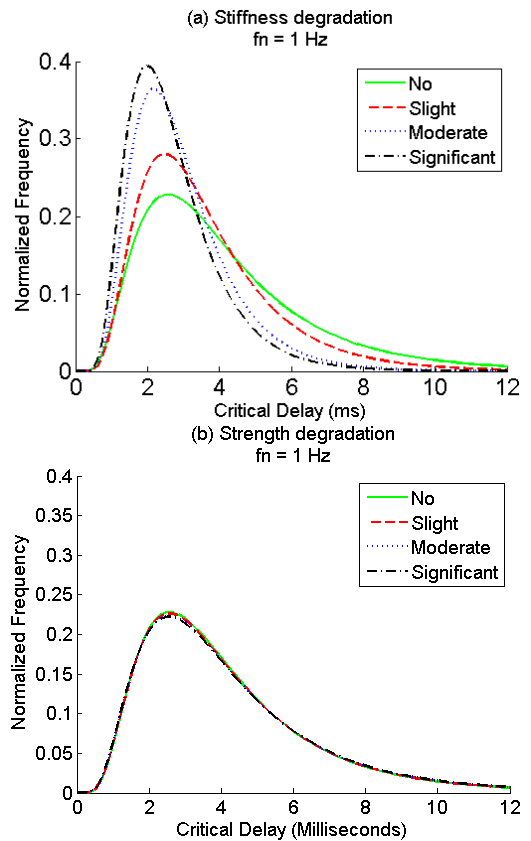 (a) Stiffness degradation
fn = 1 Hz
Normalized Frequency
0.4
0.3
0.2
0.1
0
No
Slight
Moderate
Significant
0 2 4 6 8 10 12
Critical Delay (ms)
(b) Strength degradation
fn = 1 Hz
Normalized Frequency
0.4
0.35
0.3
0.25
0.2
0.15
0.1
0.05
0
No
Slight
Moderate
Significant
0 2 4 6 8 10 12
Critical Delay (Milliseconds)